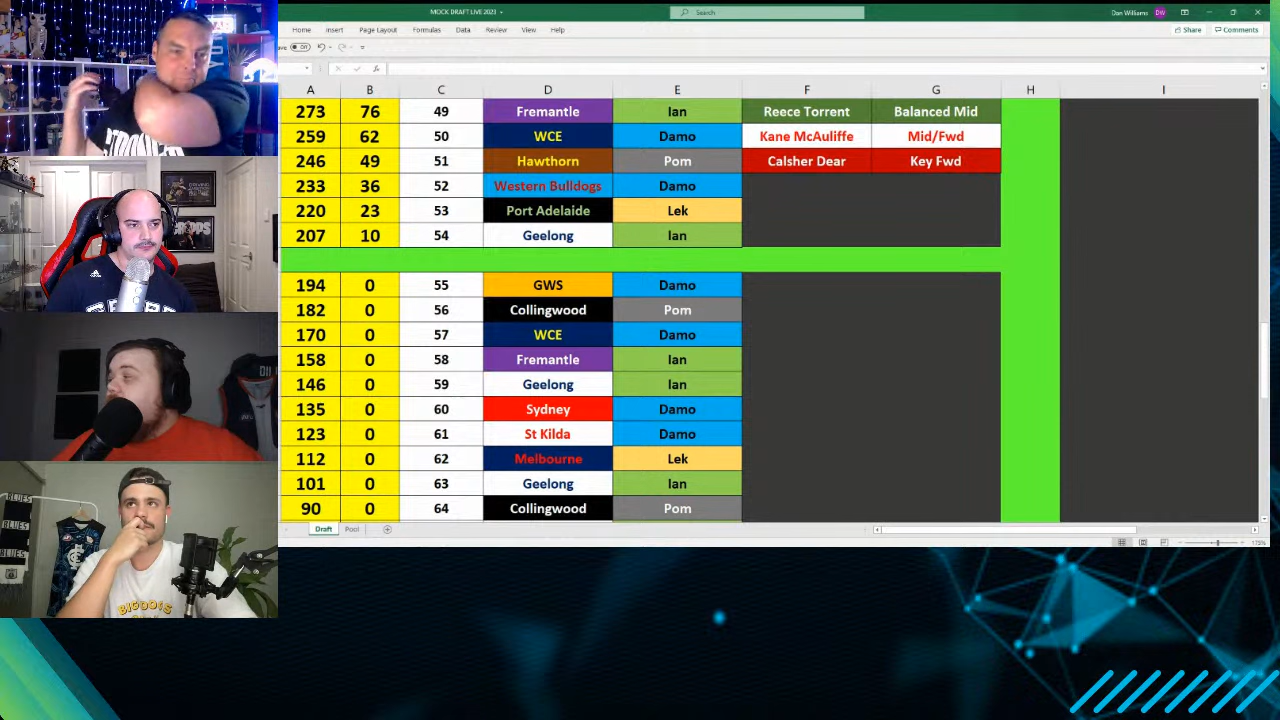 MOCK DRAFT LIVE 2023
Search
Dan Williams
DW
Home Insert Page Layout Formulas Data Review View Help
Share Comments
Off
fx
A B C D E F G H I
273 76 49 Fremantle Ian Reece Torrent Balanced Mid
259 62 50 WCE Damo Kane McAuliffe Mid/Fwd
246 49 51 Hawthorn Pom Calsher Dear Key Fwd
233 36 52 Western Bulldogs Damo
220 23 53 Port Adelaide Lek
207 10 54 Geelong Ian
194 0 55 GWS Damo
182 0 56 Collingwood Pom
170 0 57 WCE Damo
158 0 58 Fremantle Ian
146 0 59 Geelong Ian
135 0 60 Sydney Damo
123 0 61 St Kilda Damo
112 0 62 Melbourne Lek
101 0 63 Geelong Ian
90 0 64 Collingwood Pom
Draft Pool
175%
BLUES